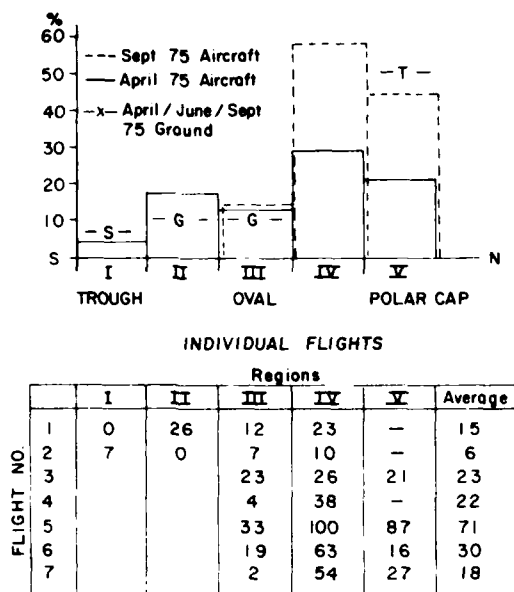 %
60
50
40
30
20
10
S
--- Sept 75 Aircraft
— April 75 Aircraft
-x- April / June / Sept
75 Ground
- S -
- G -
- G -
- T -
N
I II III IV V
TROUGH OVAL POLAR CAP
INDIVIDUAL FLIGHTS
Regions
I II III IV V Average
FLIGHT NO.
1 0 26 12 23 — 15
2 7 0 7 10 — 6
3 23 26 21 23
4 4 38 — 22
5 33 100 87 71
6 19 63 16 30
7 2 54 27 18